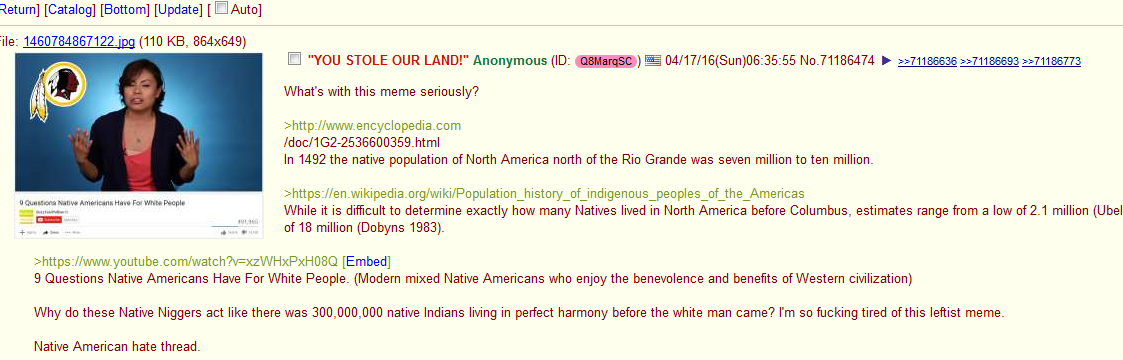 Return] [Catalog] [Bottom] [Update] [ Auto]
File: 1460784867122.jpg (110 KB, 864x649)
"YOU STOLE OUR LAND!" Anonymous (ID: Q8MarqSC) 04/17/16(Sun)06:35:55 No.71186474 ▶ >>71186636 >>71186693 >>71186773
What's with this meme seriously?
>http://www.encyclopedia.com
/doc/1G2-2536600359.html
In 1492 the native population of North America north of the Rio Grande was seven million to ten million.
>https://en.wikipedia.org/wiki/Population_history_of_indigenous_peoples_of_the_Americas
While it is difficult to determine exactly how many Natives lived in North America before Columbus, estimates range from a low of 2.1 million (Ubel
of 18 million (Dobyns 1983).
9 Questions Native Americans Have For White People
>https://www.youtube.com/watch?v=xzWHxPxH08Q [Embed]
9 Questions Native Americans Have For White People. (Modern mixed Native Americans who enjoy the benevolence and benefits of Western civilization)
Why do these Native Niggers act like there was 300,000,000 native Indians living in perfect harmony before the white man came? I'm so fucking tired of this leftist meme.
Native American hate thread.